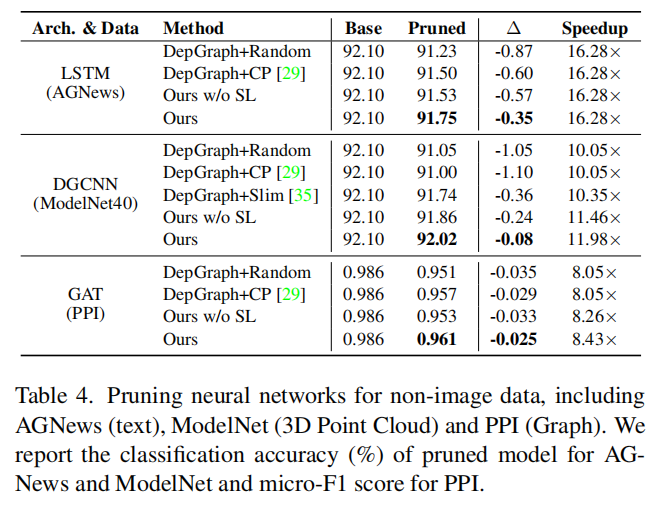 Arch. & Data Method Base Pruned Δ Speedup
DepGraph+Random 92.10 91.23 -0.87 16.28×
LSTM DepGraph+CP [29] 92.10 91.50 -0.60 16.28×
(AGNews) Ours w/o SL 92.10 91.53 -0.57 16.28×
Ours 92.10 91.75 -0.35 16.28×
DepGraph+Random 92.10 91.05 -1.05 10.05×
DepGraph+CP [29] 92.10 91.00 -1.10 10.05×
DGCNN
(ModelNet40)
DepGraph+Slim [35] 92.10 91.74 -0.36 10.35×
Ours w/o SL 92.10 91.86 -0.24 11.46×
Ours 92.10 92.02 -0.08 11.98×
DepGraph+Random 0.986 0.951 -0.035 8.05×
GAT DepGraph+CP [29] 0.986 0.957 -0.029 8.05×
(PPI) Ours w/o SL 0.986 0.953 -0.033 8.26×
Ours 0.986 0.961 -0.025 8.43×
Table 4. Pruning neural networks for non-image data, including
AGNews (text), ModelNet (3D Point Cloud) and PPI (Graph). We
report the classification accuracy (%) of pruned model for AG-
News and ModelNet and micro-F1 score for PPI.